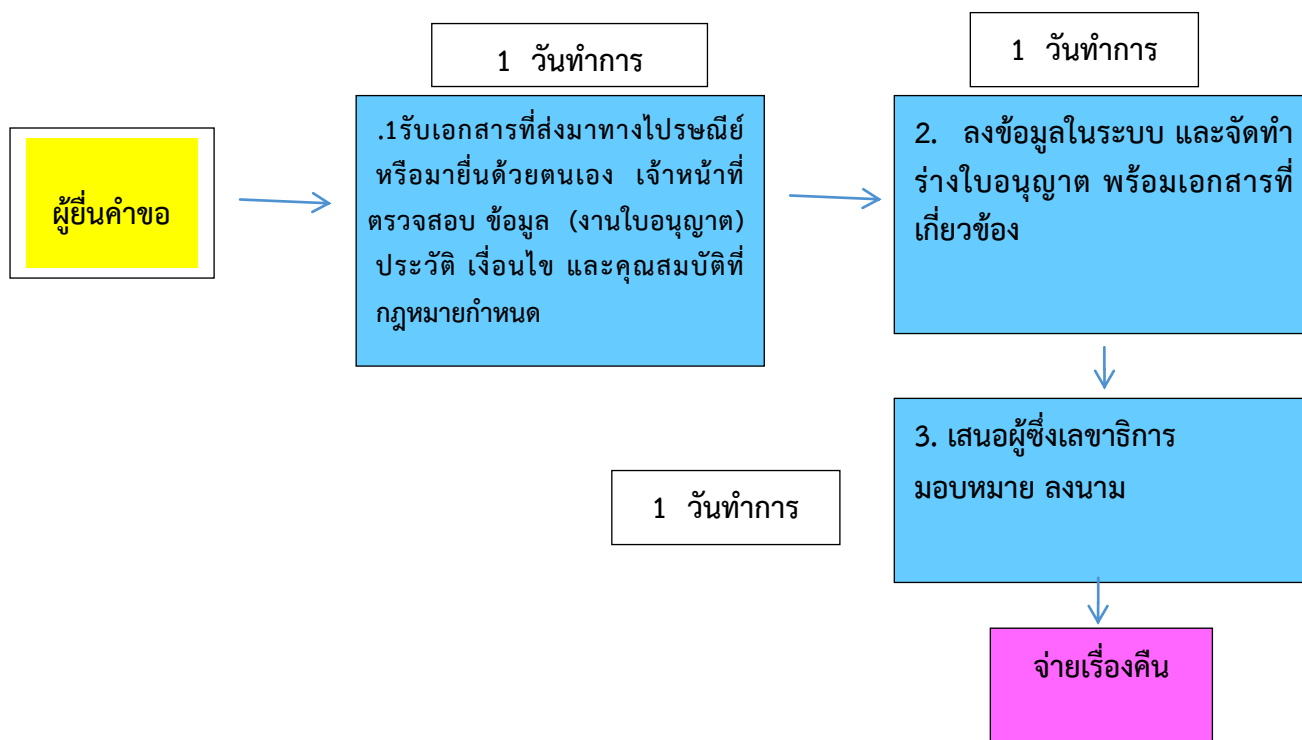 ผู้ยื่นคำขอ
1 วันทำการ
.1รับเอกสารที่ส่งมาทางไปรษณีย์
หรือมายื่นด้วยตนเอง เจ้าหน้าที่
ตรวจสอบ ข้อมูล (งานใบอนุญาต)
ประวัติ เงื่อนไข และคุณสมบัติที่
กฎหมายกำหนด
1 วันทำการ
2. ลงข้อมูลในระบบ และจัดทำ
ร่างใบอนุญาต พร้อมเอกสารที่
เกี่ยวข้อง
1 วันทำการ
3. เสนอผู้ซึ่งเลขาธิการ
มอบหมาย ลงนาม
จ่ายเรื่องคืน